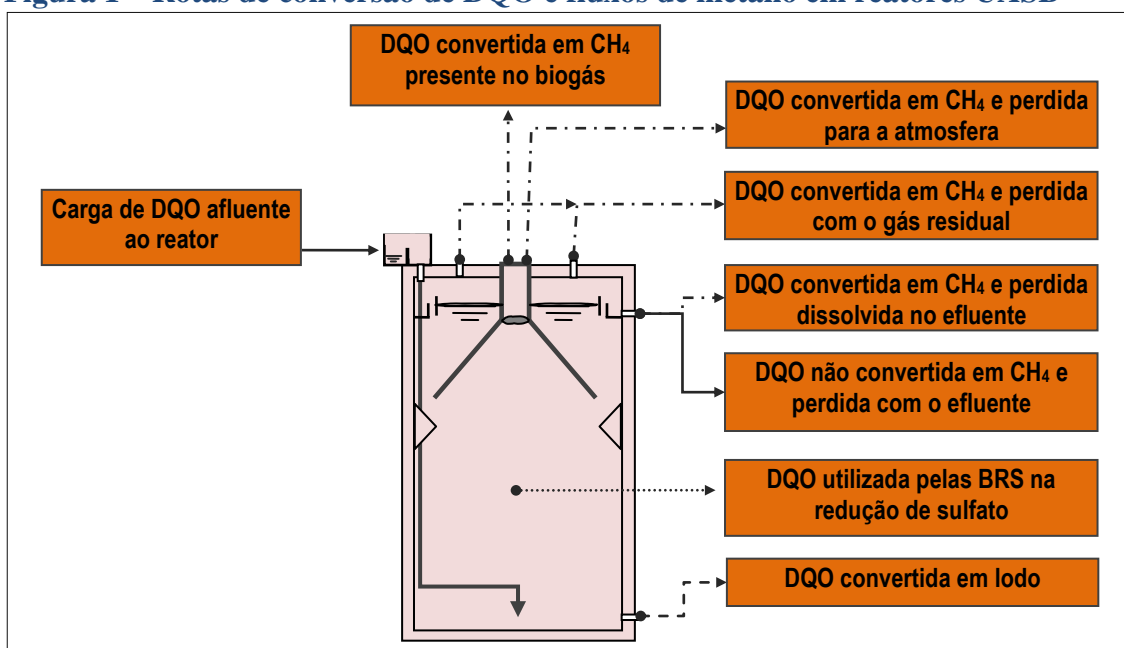 Figura 1 – Rotas de conversão de DQO e fluxos de metano em reatores UASB
DQO convertida em CH₄
presente no biogás
DQO convertida em CH₄ e perdida
para a atmosfera
Carga de DQO afluente
ao reator
DQO convertida em CH₄ e perdida
com o gás residual
DQO convertida em CH₄ e perdida
dissolvida no efluente
DQO não convertida em CH₄ e
perdida com o efluente
DQO utilizada pelas BRS na
redução de sulfato
DQO convertida em lodo